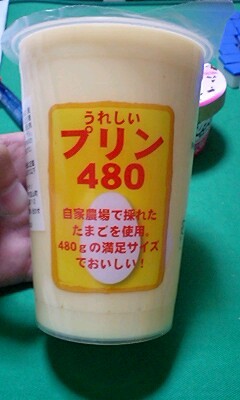 うれしい
プリン
480
自家農場で採れた
たまごを使用。
480gの満足サイズ
でおいしい!